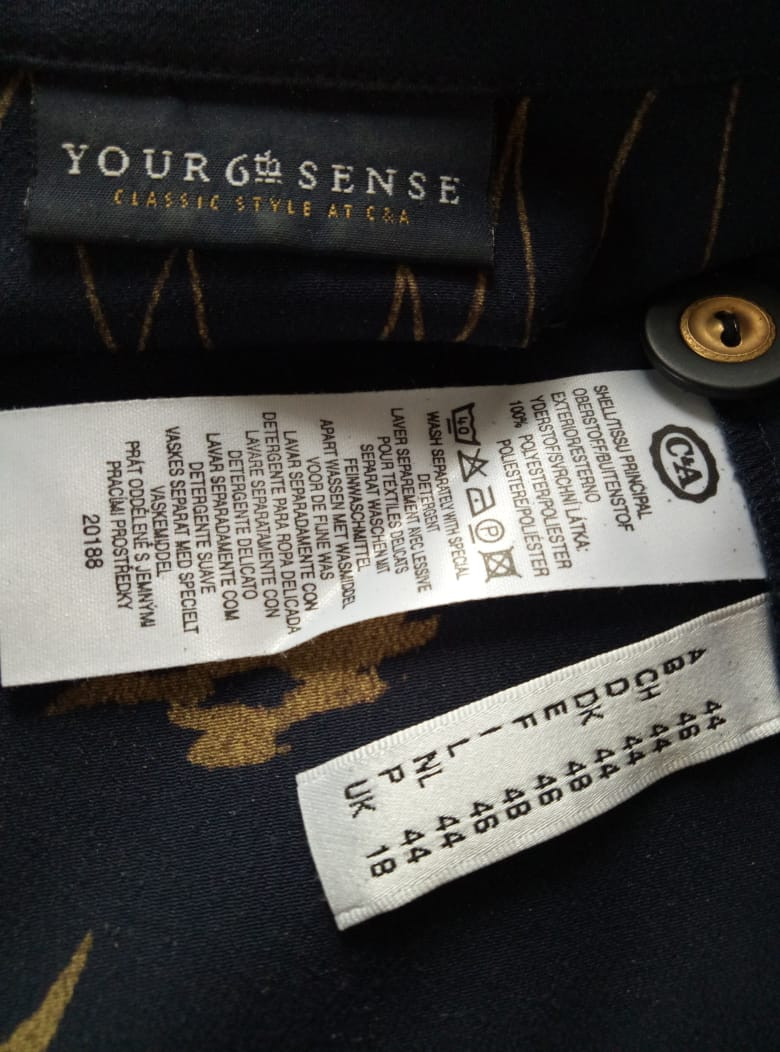 YOUR 6th SENSE
CLASSIC STYLE AT C&A
C&A
SHELL/TISSU PRINCIPAL
OBERSTOFF/BUITENSTOF
EXTERIOR/ESTERNO
YDERSTOF/SVRCHNÍ LÁTKA:
100% POLYESTER/POLIESTER
POLIESTERE/POLYÉSTER
40
P
WASH SEPARATELY WITH SPECIAL
DETERGENT
LAVER SEPAREMENT AVEC LESSIVE
POUR TEXTILES DELICATS
SEPARAT WASCHEN MIT
FEINWASCHMITTEL
APART WASSEN MET WASMIDDEL
VOOR DE FIJNE WAS
LAVAR SEPARADAMENTE CON
DETERGENTE PARA ROPA DELICADA
LAVARE SEPARATAMENTE CON
DETERGENTE DELICATO
LAVAR SEPARADAMENTE COM
DETERGENTE SUAVE
VASKES SEPARAT MED SPECIELT
VASKEMIDDEL
PRÁT ODDĚLENĚ S JEMNÝMI
PRACÍMI PROSTŘEDKY
20188
A 44
B 46
CH 44
D 44
DK 44
E 48
F 46
I 48
L 46
NL 44
P 44
UK 18